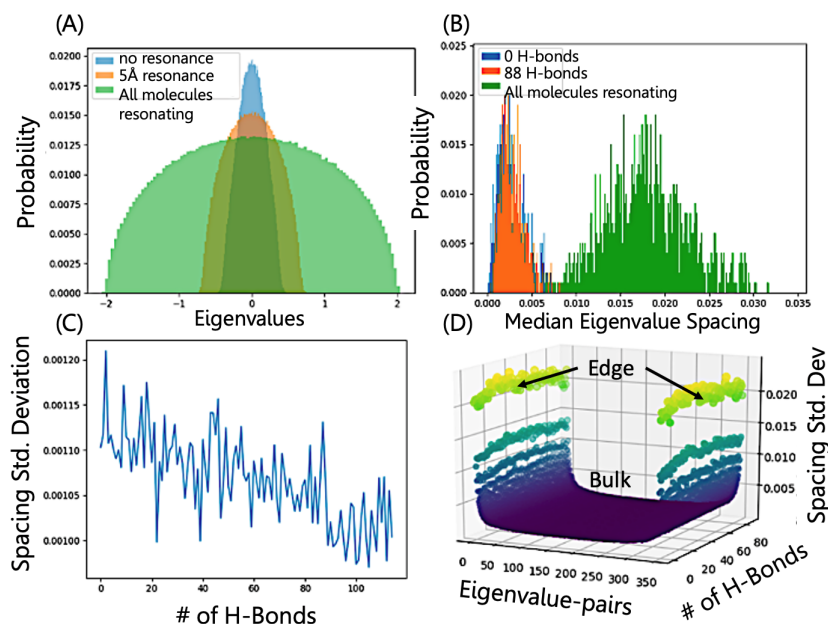 (A)
no resonance
5Å resonance
All molecules
resonating
Probability
0.0200
0.0175
0.0150
0.0125
0.0100
0.0075
0.0050
0.0025
0.0000
−2
−1
0
1
2
Eigenvalues
(B)
0 H-bonds
88 H-bonds
All molecules resonating
Probability
0.025
0.020
0.015
0.010
0.005
0.000
0.000
0.005
0.010
0.015
0.020
0.025
0.030
0.035
Median Eigenvalue Spacing
(C)
Spacing Std. Deviation
0.00120
0.00115
0.00110
0.00105
0.00100
0
20
40
60
80
100
# of H-Bonds
(D)
Edge
Bulk
0.020
0.015
0.010
0.005
Spacing Std. Dev
0
50
100
150
200
250
300
350
Eigenvalue-pairs
0
20
40
60
80
# of H-Bonds